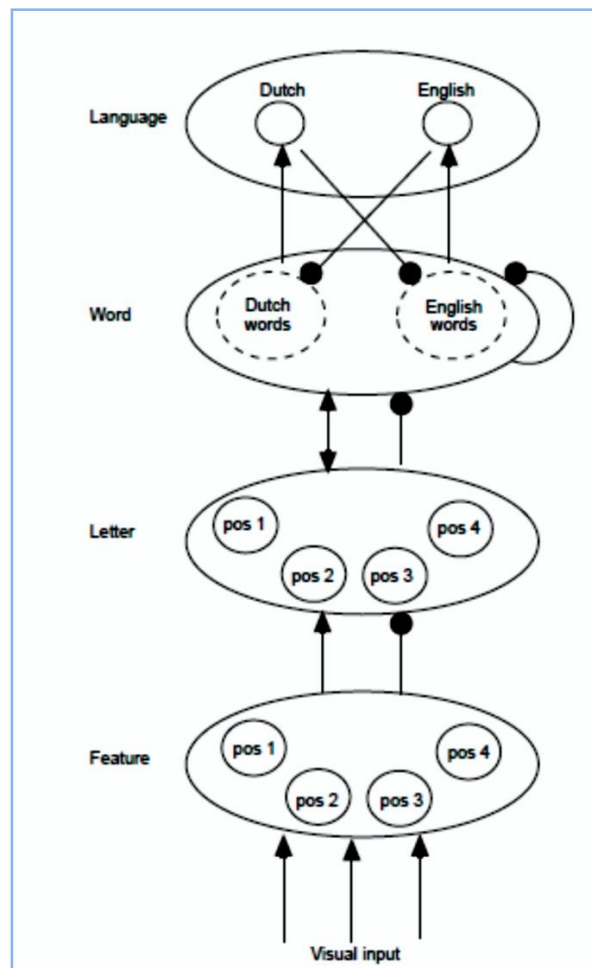 Dutch English
Language
Word
Dutch words
English words
Letter
pos 1
pos 2
pos 3
pos 4
Feature
pos 1
pos 2
pos 3
pos 4
Visual input